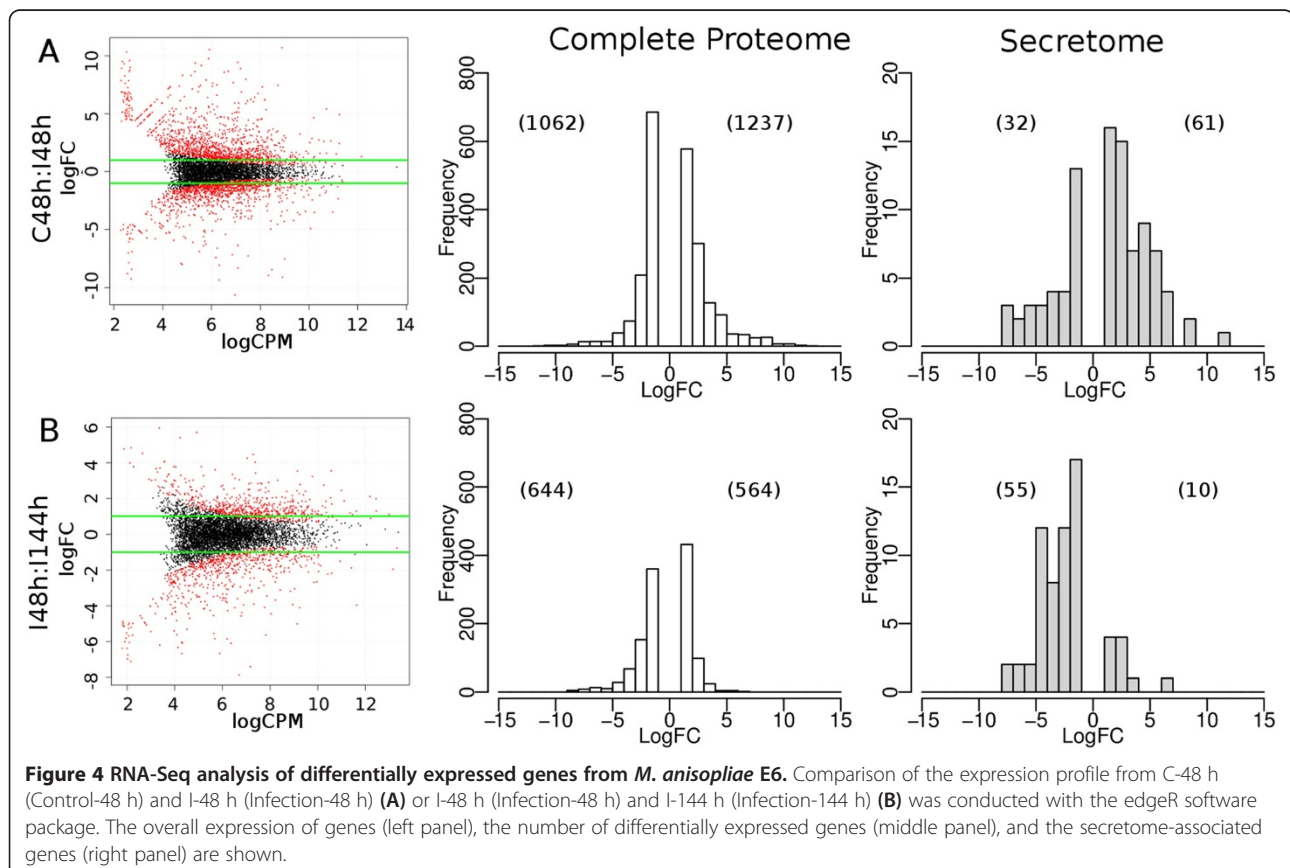 A
Complete Proteome
Secretome
C48h:I48h
logFC
10
5
0
-5
-10
2 4 6 8 10 12 14
logCPM
Frequency
800
600
400
200
0
(1062) (1237)
−15 −10 −5 0 5 10 15
LogFC
Frequency
20
15
10
5
0
(32) (61)
−15 −10 −5 0 5 10 15
LogFC
B
I48h:I144h
logFC
6
4
2
0
-2
-4
-6
-8
2 4 6 8 10 12
logCPM
Frequency
800
600
400
200
0
(644) (564)
−15 −10 −5 0 5 10 15
LogFC
Frequency
20
15
10
5
0
(55) (10)
−15 −10 −5 0 5 10 15
LogFC
Figure 4 RNA-Seq analysis of differentially expressed genes from M. anisopliae E6. Comparison of the expression profile from C-48 h
(Control-48 h) and I-48 h (Infection-48 h) (A) or I-48 h (Infection-48 h) and I-144 h (Infection-144 h) (B) was conducted with the edgeR software
package. The overall expression of genes (left panel), the number of differentially expressed genes (middle panel), and the secretome-associated
genes (right panel) are shown.